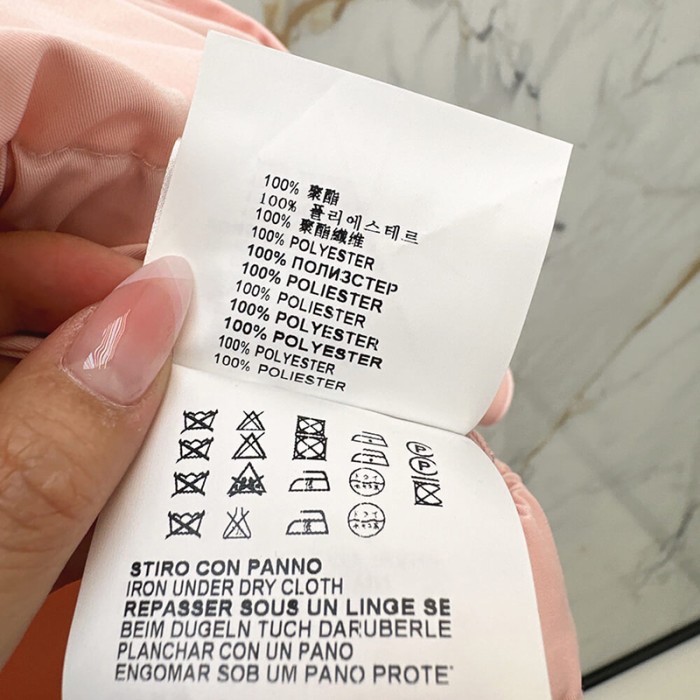 100% 聚酯
100% 폴리에스테르
100% 聚酯纖维
100% POLYESTER
100% ПОЛИЗСТЕР
100% POLIESTER
100% POLIESTER
100% POLYESTER
100% POLYESTER
100% POLYESTER
100% POLIESTER
P
P
STIRO CON PANNO
IRON UNDER DRY CLOTH
REPASSER SOUS UN LINGE SE
BEIM DUGELN TUCH DARUBERLE
PLANCHAR CON UN PANO
ENGOMAR SOB UM PANO PROTE